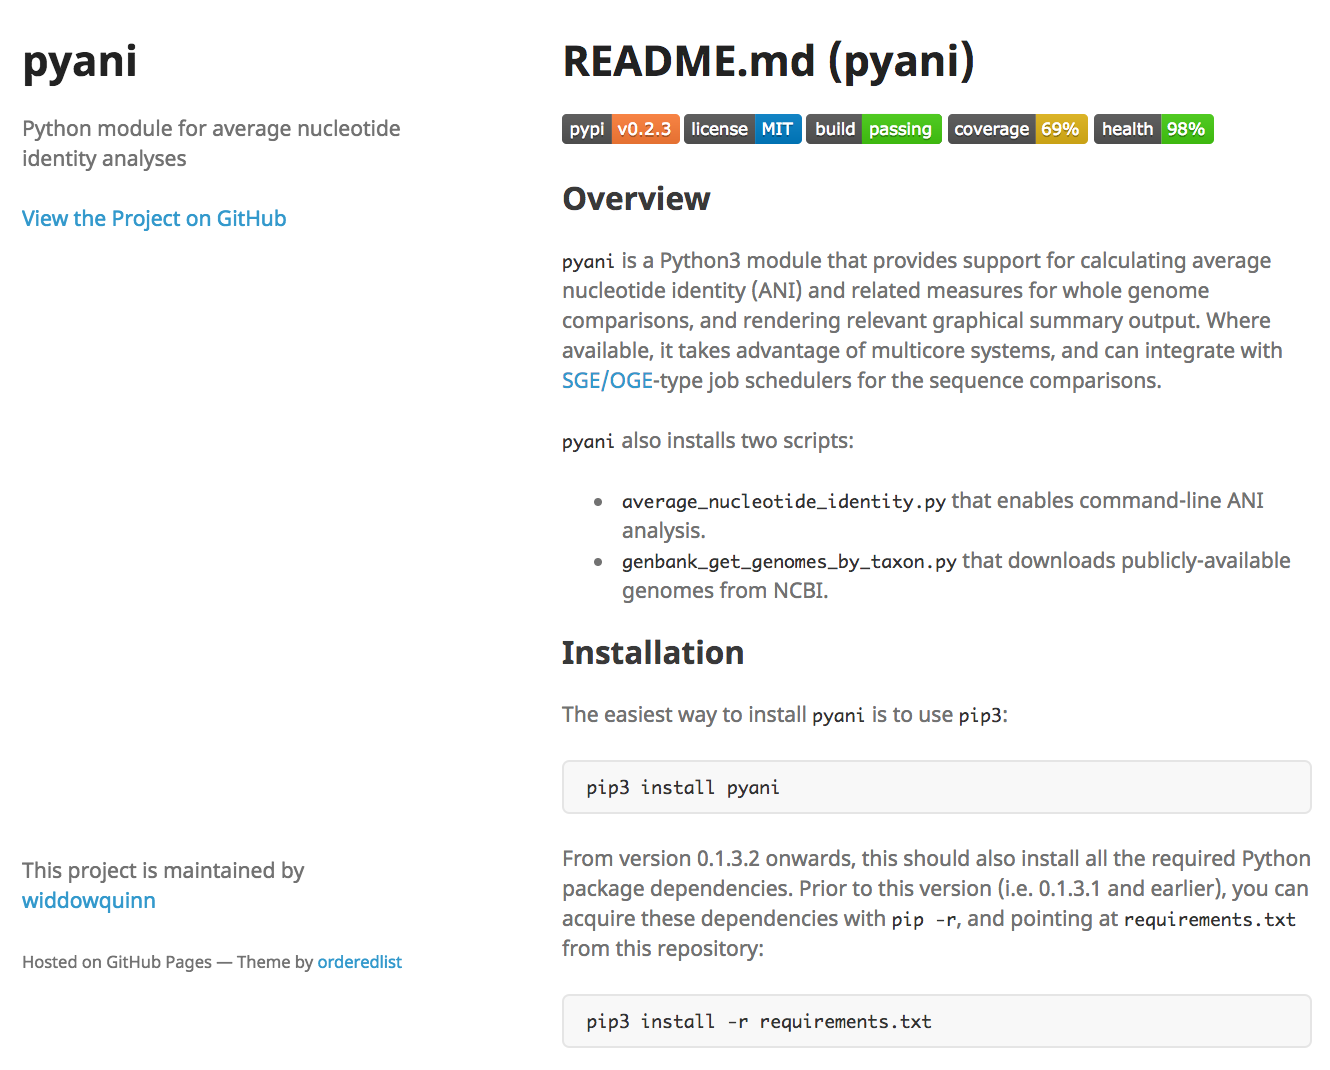 pyani
Python module for average nucleotide
identity analyses
View the Project on GitHub
This project is maintained by
widdowquinn
Hosted on GitHub Pages — Theme by orderedlist
README.md (pyani)
pypi v0.2.3 license MIT build passing coverage 69% health 98%
Overview
pyani is a Python3 module that provides support for calculating average
nucleotide identity (ANI) and related measures for whole genome
comparisons, and rendering relevant graphical summary output. Where
available, it takes advantage of multicore systems, and can integrate with
SGE/OGE-type job schedulers for the sequence comparisons.
pyani also installs two scripts:
• average_nucleotide_identity.py that enables command-line ANI
analysis.
• genbank_get_genomes_by_taxon.py that downloads publicly-available
genomes from NCBI.
Installation
The easiest way to install pyani is to use pip3:
pip3 install pyani
From version 0.1.3.2 onwards, this should also install all the required Python
package dependencies. Prior to this version (i.e. 0.1.3.1 and earlier), you can
acquire these dependencies with pip -r, and pointing at requirements.txt
from this repository:
pip3 install -r requirements.txt